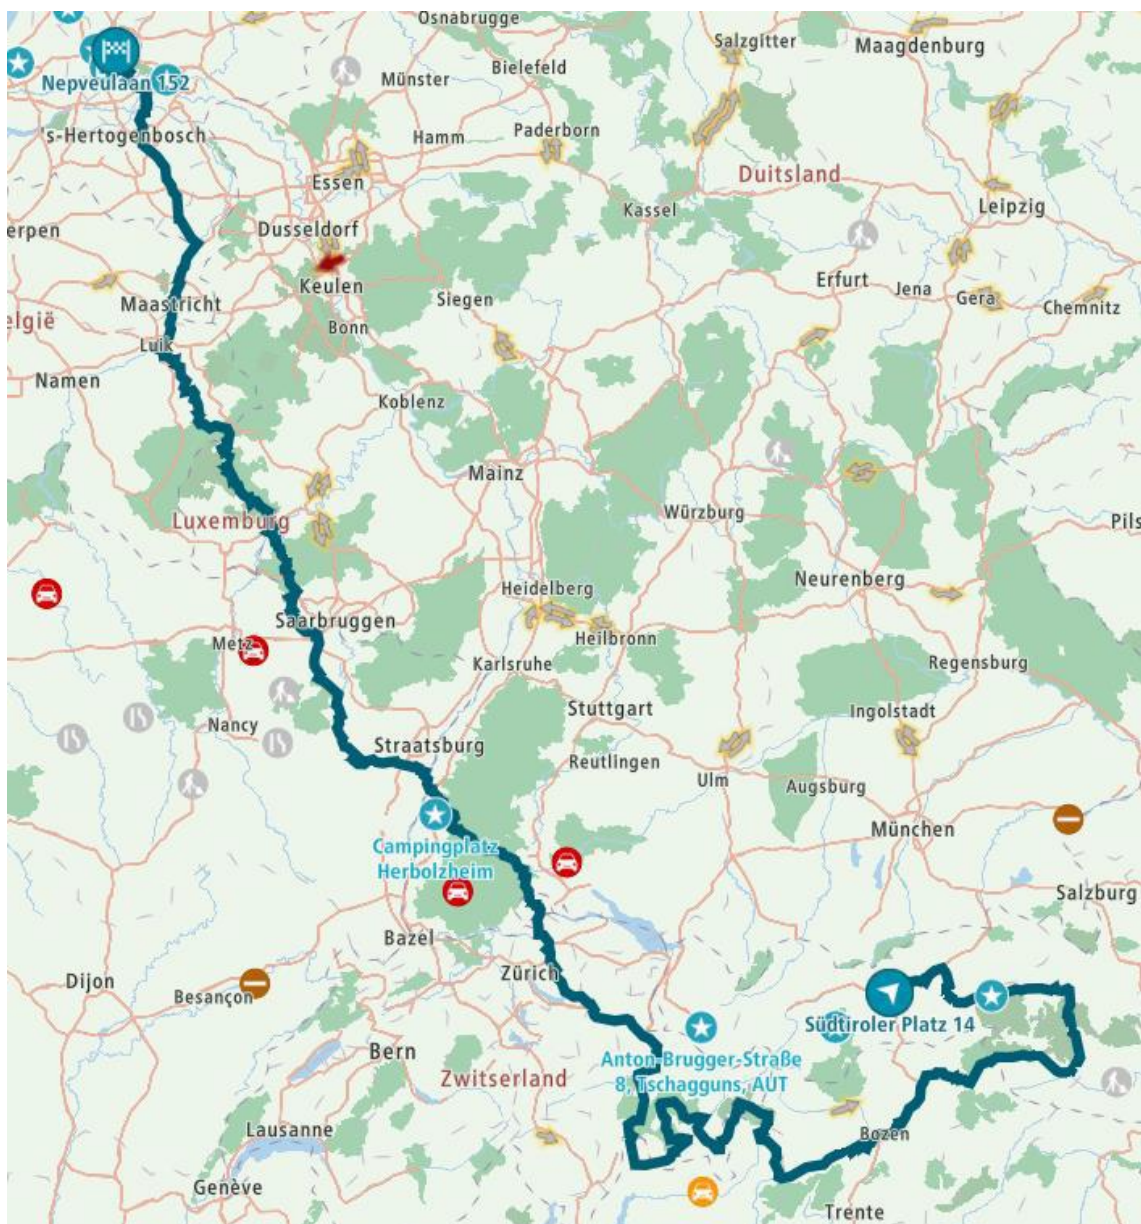 Osnabrugge
Salzgitter
Maagdenburg
Bielefeld
Münster
Nepveulaan 152
's-Hertogenbosch
Hamm
Paderborn
Essen
Duitsland
Leipzig
Kassel
erpen
Dusseldorf
Keulen
Erfurt
Jena
Gera
Chemnitz
Siegen
Maastricht
elgië
Bonn
Luik
Namen
Koblenz
Mainz
Luxemburg
Würzburg
Pils
Neurenberg
Heidelberg
Saarbruggen
Heilbronn
Metz
Karlsruhe
Regensburg
Nancy
Stuttgart
Ingolstadt
Straatsburg
Reutlingen
Ulm
Augsburg
München
Campingplatz
Herbolzheim
Salzburg
Bazel
Zürich
Dijon
Besançon
Südtiroler Platz 14
Bern
Anton-Brugger-Straße
8, Tschagguns, AUT
Zwitserland
Lausanne
Bozen
Genève
Trente